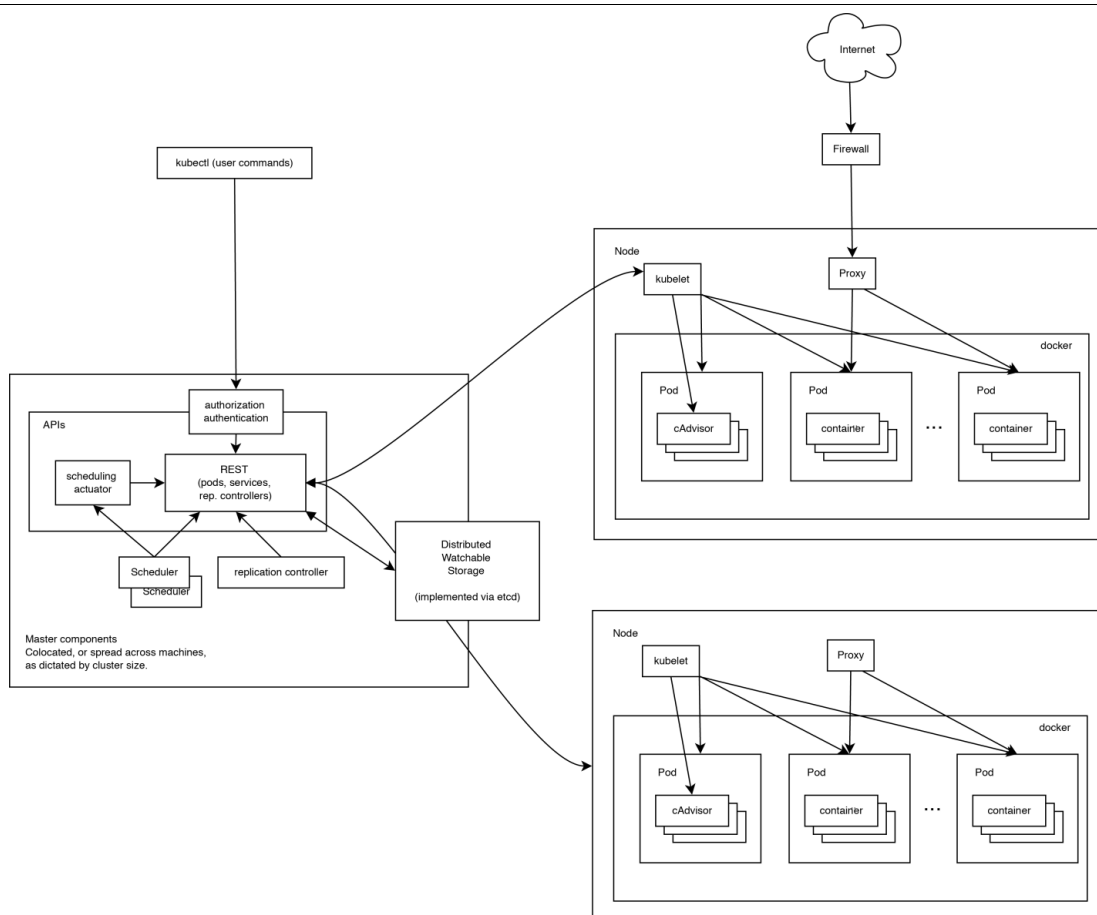 Internet
kubectl (user commands)
Firewall
Node
kubelet
Proxy
docker
Pod
cAdvisor
Pod
container
...
Pod
container
authorization
authentication
APIs
REST
(pods, services,
rep. controllers)
scheduling
actuator
Scheduler
Scheduler
replication controller
Distributed
Watchable
Storage
(implemented via etcd)
Master components
Colocated, or spread across machines,
as dictated by cluster size.
Node
kubelet
Proxy
docker
Pod
cAdvisor
Pod
container
...
Pod
container